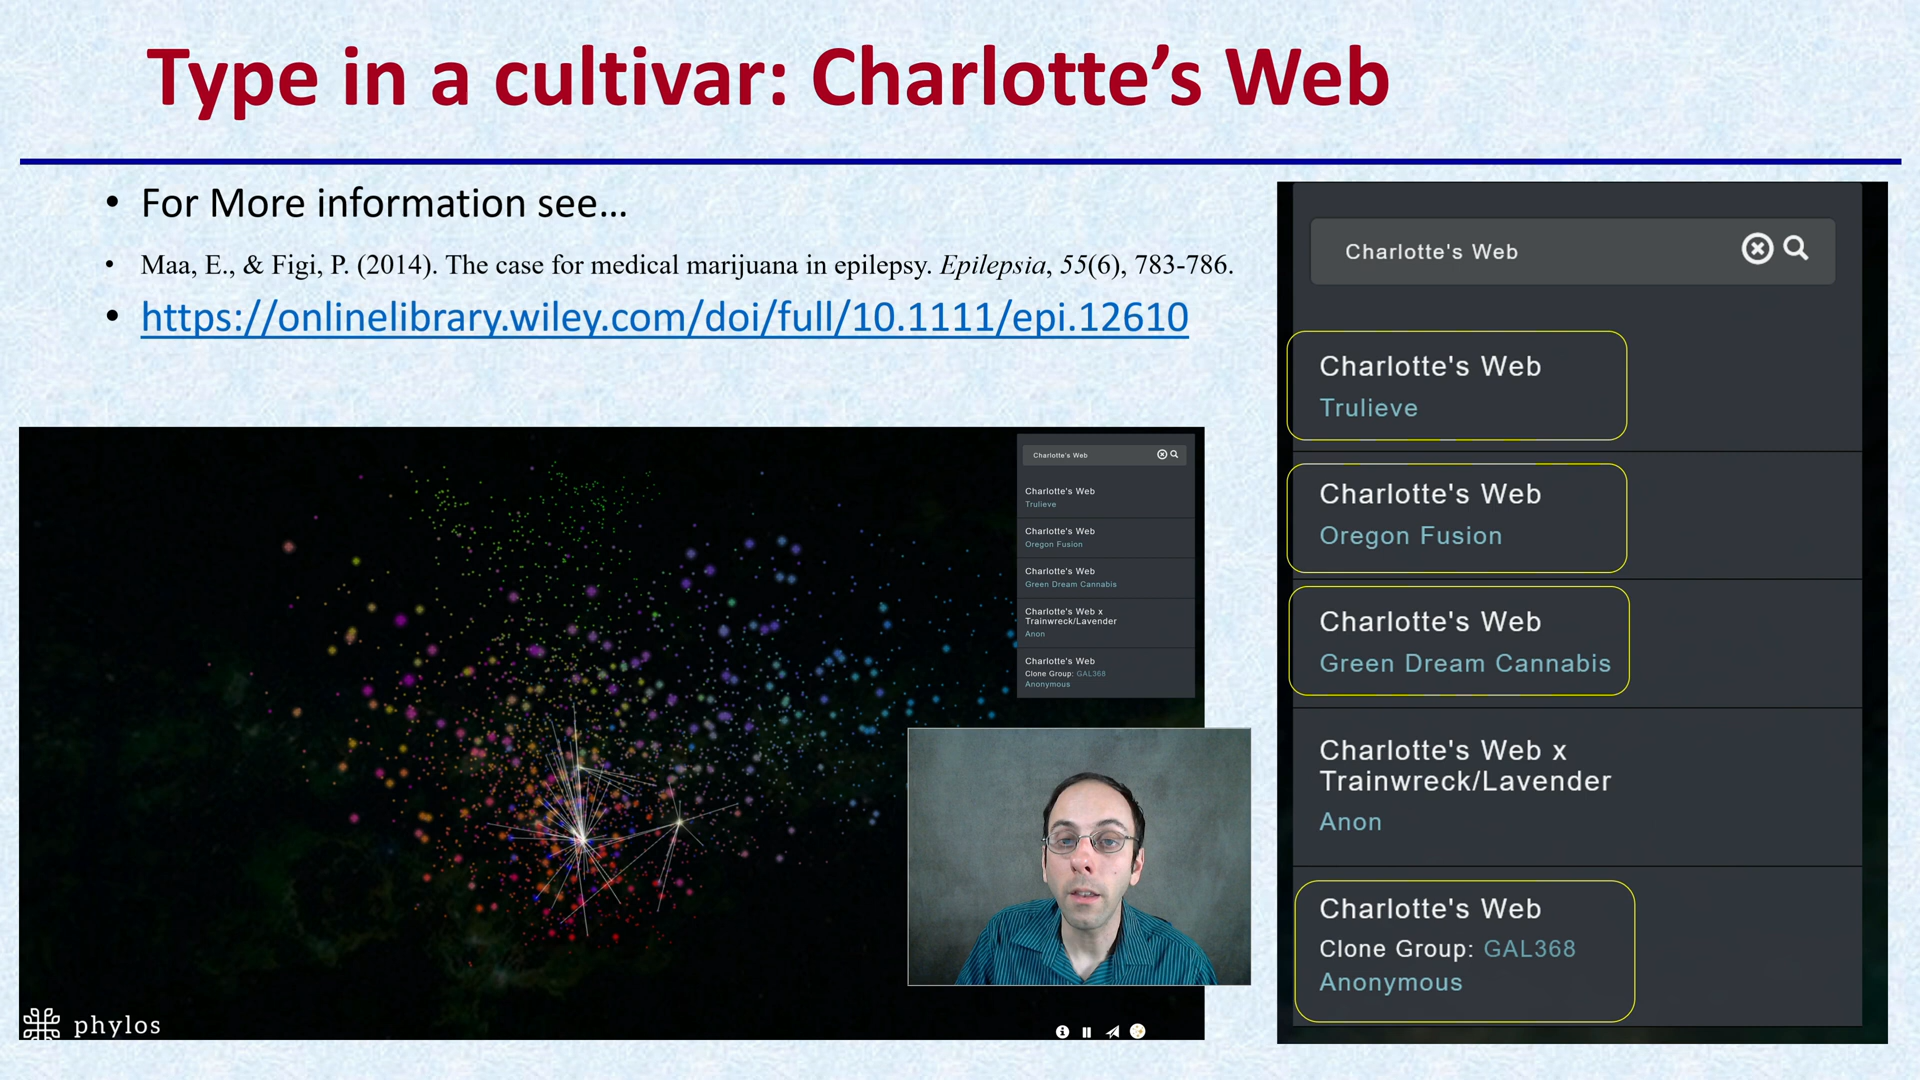 Type in a cultivar: Charlotte’s Web
• For More information see…
• Maa, E., & Figi, P. (2014). The case for medical marijuana in epilepsy. Epilepsia, 55(6), 783-786.
• https://onlinelibrary.wiley.com/doi/full/10.1111/epi.12610
Charlotte's Web
Charlotte's Web
Trulieve
Charlotte's Web
Oregon Fusion
Charlotte's Web
Green Dream Cannabis
Charlotte's Web x
Trainwreck/Lavender
Anon
Charlotte's Web
Clone Group: GAL368
Anonymous
phylos
Charlotte's Web
Charlotte's Web
Trulieve
Charlotte's Web
Oregon Fusion
Charlotte's Web
Green Dream Cannabis
Charlotte's Web x
Trainwreck/Lavender
Anon
Charlotte's Web
Clone Group: GAL368
Anonymous